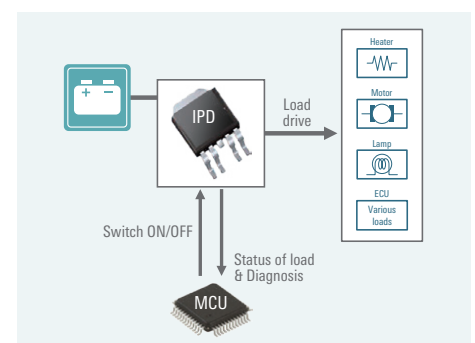 Heater
Motor
Lamp
ECU
Various
loads
+ −
IPD
Load
drive
Switch ON/OFF
Status of load
& Diagnosis
MCU